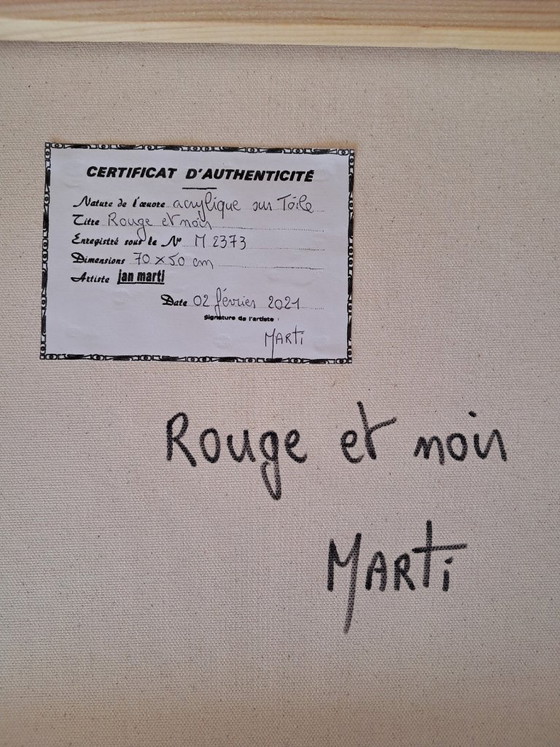 CERTIFICAT D'AUTHENTICITÉ
Nature de l'œuvre acrylique sur Toile
Titre Rouge et noir
Enregistré sous le N° M 2373
Dimensions 70 x 50 cm
Artiste jan marti
Date 02 février 2021
Signature de l'artiste
MARTi
Rouge et noir
MARTi